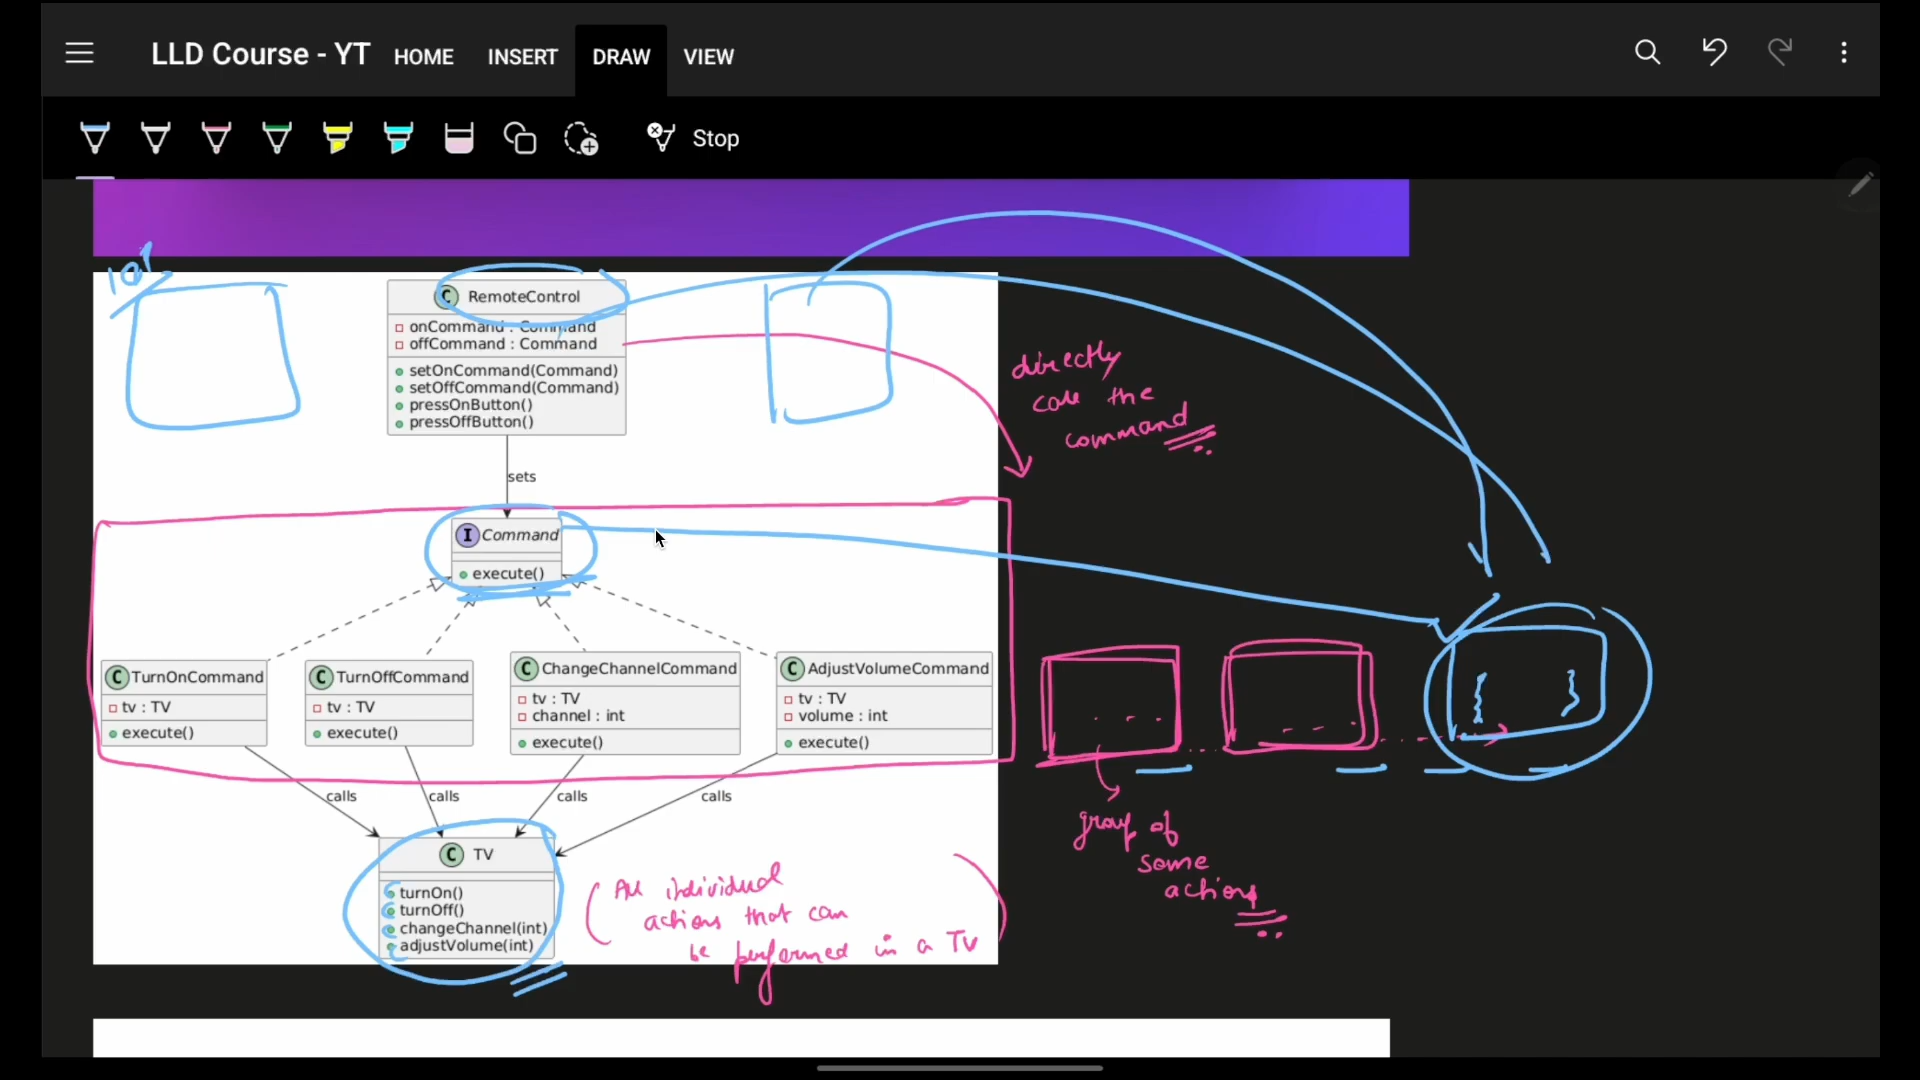 LLD Course - YT HOME INSERT DRAW VIEW
Stop
RemoteControl
onCommand : Command
offCommand : Command
setOnCommand(Command)
setOffCommand(Command)
pressOnButton()
pressOffButton()
directly
call the
command
sets
Command
execute()
TurnOnCommand
tv : TV
execute()
TurnOffCommand
tv : TV
execute()
ChangeChannelCommand
tv : TV
channel : int
execute()
AdjustVolumeCommand
tv : TV
volume : int
execute()
calls
calls
calls
calls
group of
some
actions
TV
turnOn()
turnOff()
changeChannel(int)
adjustVolume(int)
All individual
actions that can
be performed in a TV